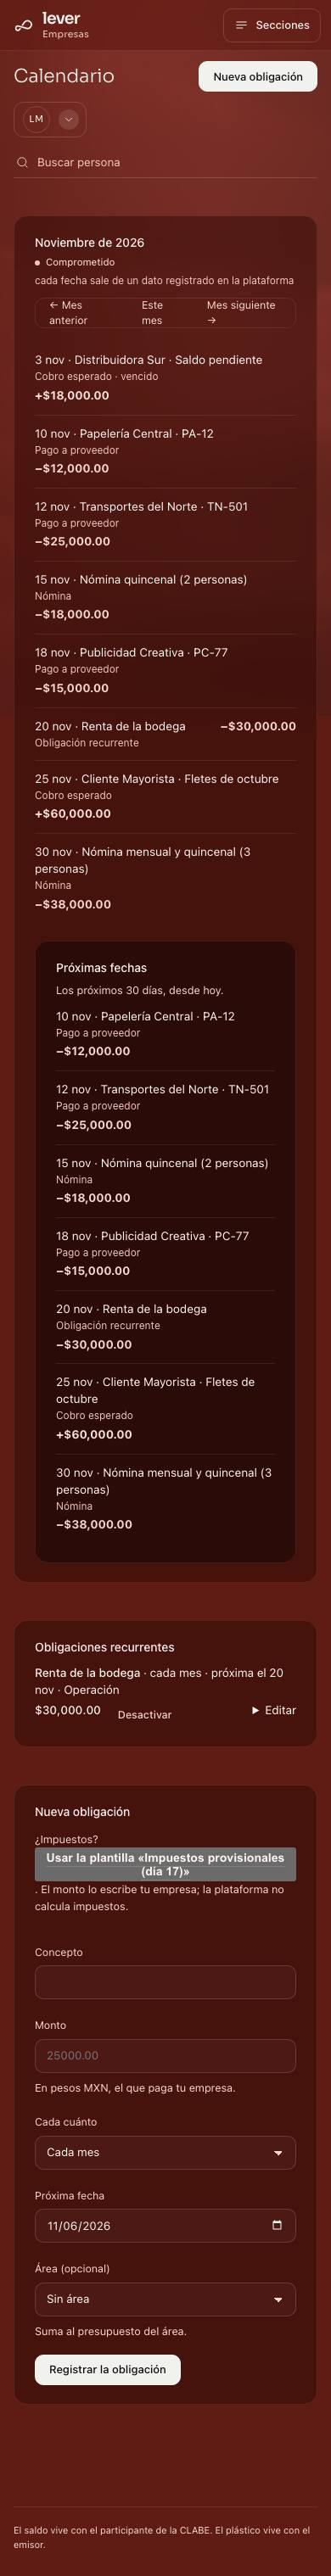 lever
Empresas
Secciones
Calendario
Nueva obligación
LM
Buscar persona
Noviembre de 2026
Comprometido
cada fecha sale de un dato registrado en la plataforma
← Mes anterior
Este mes
Mes siguiente →
3 nov · Distribuidora Sur · Saldo pendiente
Cobro esperado · vencido
+$18,000.00
10 nov · Papelería Central · PA-12
Pago a proveedor
−$12,000.00
12 nov · Transportes del Norte · TN-501
Pago a proveedor
−$25,000.00
15 nov · Nómina quincenal (2 personas)
Nómina
−$18,000.00
18 nov · Publicidad Creativa · PC-77
Pago a proveedor
−$15,000.00
20 nov · Renta de la bodega −$30,000.00
Obligación recurrente
25 nov · Cliente Mayorista · Fletes de octubre
Cobro esperado
+$60,000.00
30 nov · Nómina mensual y quincenal (3
personas)
Nómina
−$38,000.00
Próximas fechas
Los próximos 30 días, desde hoy.
10 nov · Papelería Central · PA-12
Pago a proveedor
−$12,000.00
12 nov · Transportes del Norte · TN-501
Pago a proveedor
−$25,000.00
15 nov · Nómina quincenal (2 personas)
Nómina
−$18,000.00
18 nov · Publicidad Creativa · PC-77
Pago a proveedor
−$15,000.00
20 nov · Renta de la bodega
Obligación recurrente
−$30,000.00
25 nov · Cliente Mayorista · Fletes de
octubre
Cobro esperado
+$60,000.00
30 nov · Nómina mensual y quincenal (3
personas)
Nómina
−$38,000.00
Obligaciones recurrentes
Renta de la bodega · cada mes · próxima el 20
nov · Operación
$30,000.00 Desactivar ▶ Editar
Nueva obligación
¿Impuestos?
Usar la plantilla «Impuestos provisionales
(día 17)»
. El monto lo escribe tu empresa; la plataforma no
calcula impuestos.
Concepto
Monto
25000.00
En pesos MXN, el que paga tu empresa.
Cada cuánto
Cada mes
Próxima fecha
11/06/2026
Área (opcional)
Sin área
Suma al presupuesto del área.
Registrar la obligación
El saldo vive con el participante de la CLABE. El plástico vive con el
emisor.